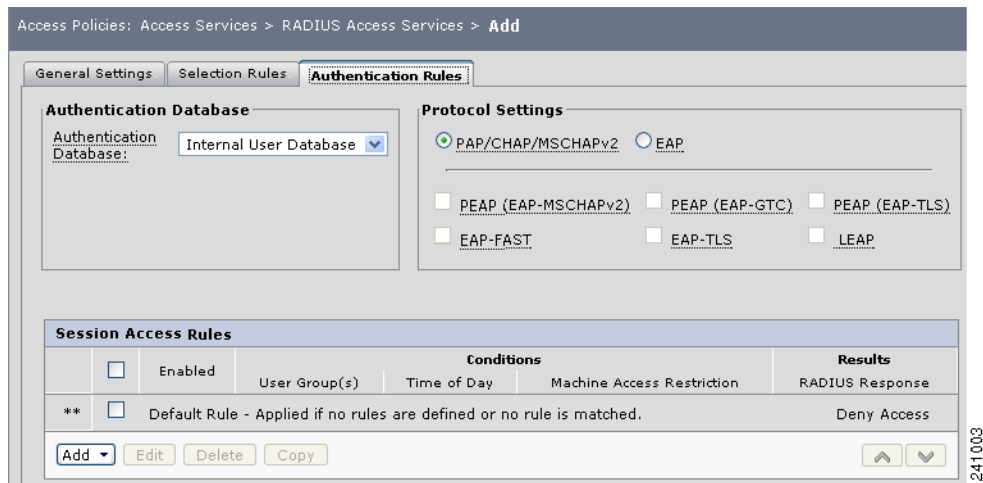 Access Policies: Access Services > RADIUS Access Services > Add
General Settings Selection Rules Authentication Rules
Authentication Database
Authentication Database: Internal User Database
Protocol Settings
PAP/CHAP/MSCHAPv2 EAP
PEAP (EAP-MSCHAPv2) PEAP (EAP-GTC) PEAP (EAP-TLS)
EAP-FAST EAP-TLS LEAP
Session Access Rules
Conditions Results
Enabled User Group(s) Time of Day Machine Access Restriction RADIUS Response
** Default Rule - Applied if no rules are defined or no rule is matched. Deny Access
Add Edit Delete Copy
241003